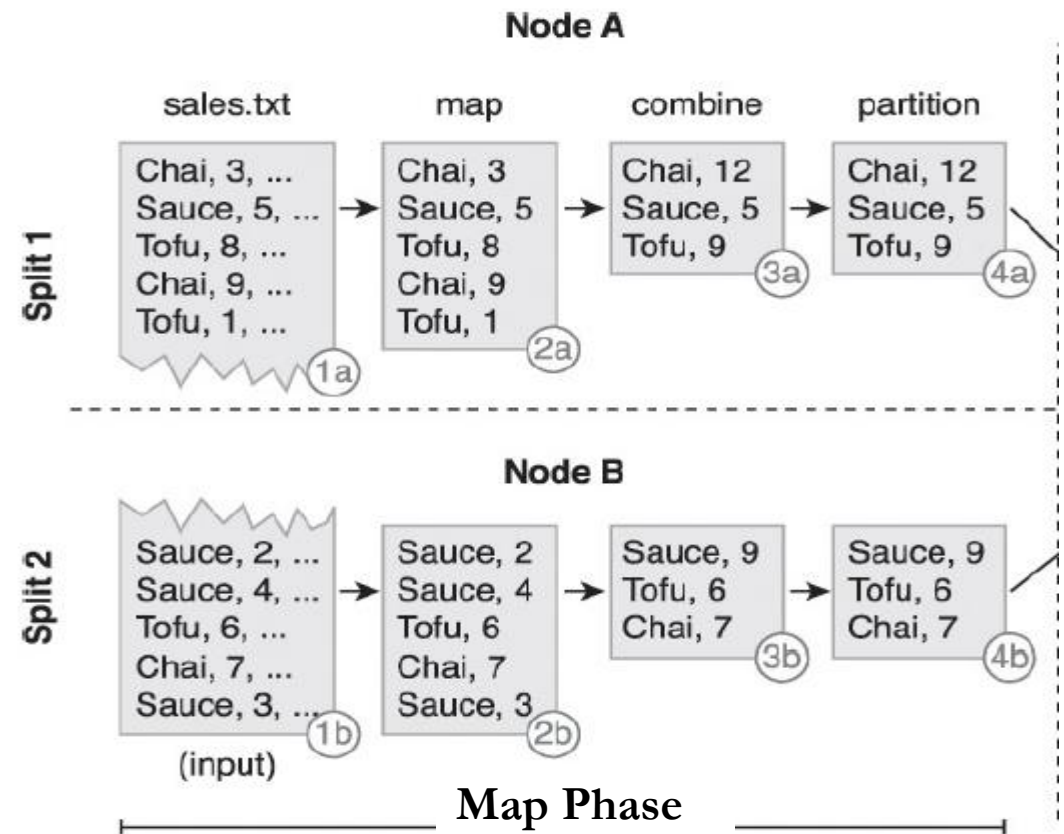 Node A
sales.txt
map
combine
partition
Split 1
Chai, 3, ...
Sauce, 5, ...
Tofu, 8, ...
Chai, 9, ...
Tofu, 1, ...
1a
Chai, 3
Sauce, 5
Tofu, 8
Chai, 9
Tofu, 1
2a
Chai, 12
Sauce, 5
Tofu, 9
3a
Chai, 12
Sauce, 5
Tofu, 9
4a
Node B
Split 2
Sauce, 2, ...
Sauce, 4, ...
Tofu, 6, ...
Chai, 7, ...
Sauce, 3, ...
1b
(input)
Sauce, 2
Sauce, 4
Tofu, 6
Chai, 7
Sauce, 3
2b
Sauce, 9
Tofu, 6
Chai, 7
3b
Sauce, 9
Tofu, 6
Chai, 7
4b
Map Phase